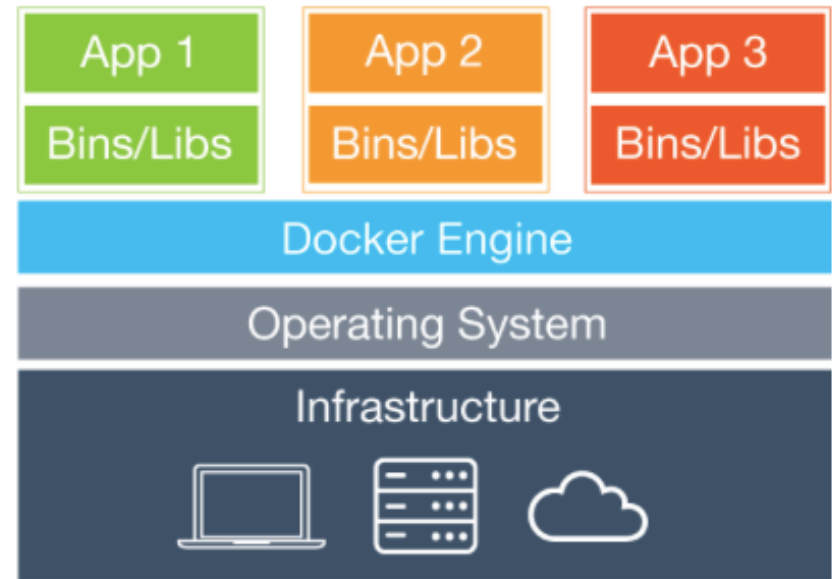 App 1
App 2
App 3
Bins/Libs
Bins/Libs
Bins/Libs
Docker Engine
Operating System
Infrastructure